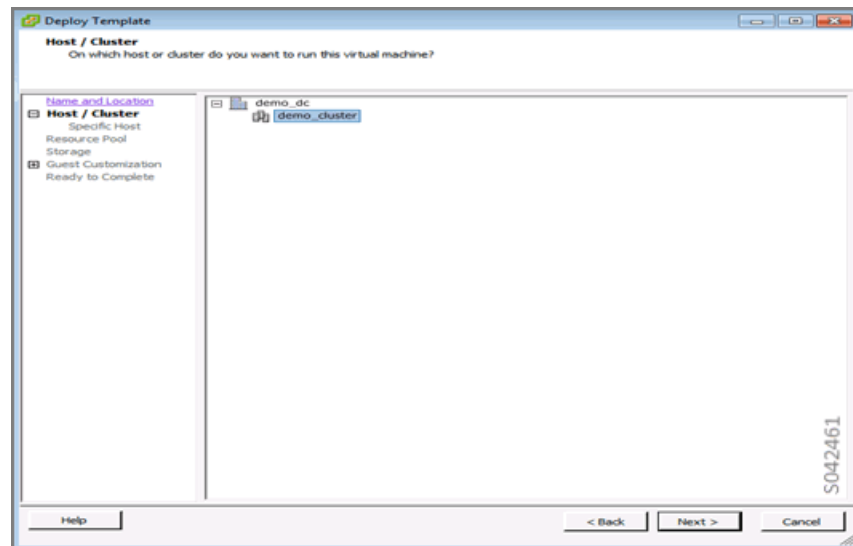 Deploy Template
Host / Cluster
On which host or cluster do you want to run this virtual machine?
Name and Location
Host / Cluster
Specific Host
Resource Pool
Storage
Guest Customization
Ready to Complete
demo_dc
demo_cluster
S042461
Help
< Back
Next >
Cancel